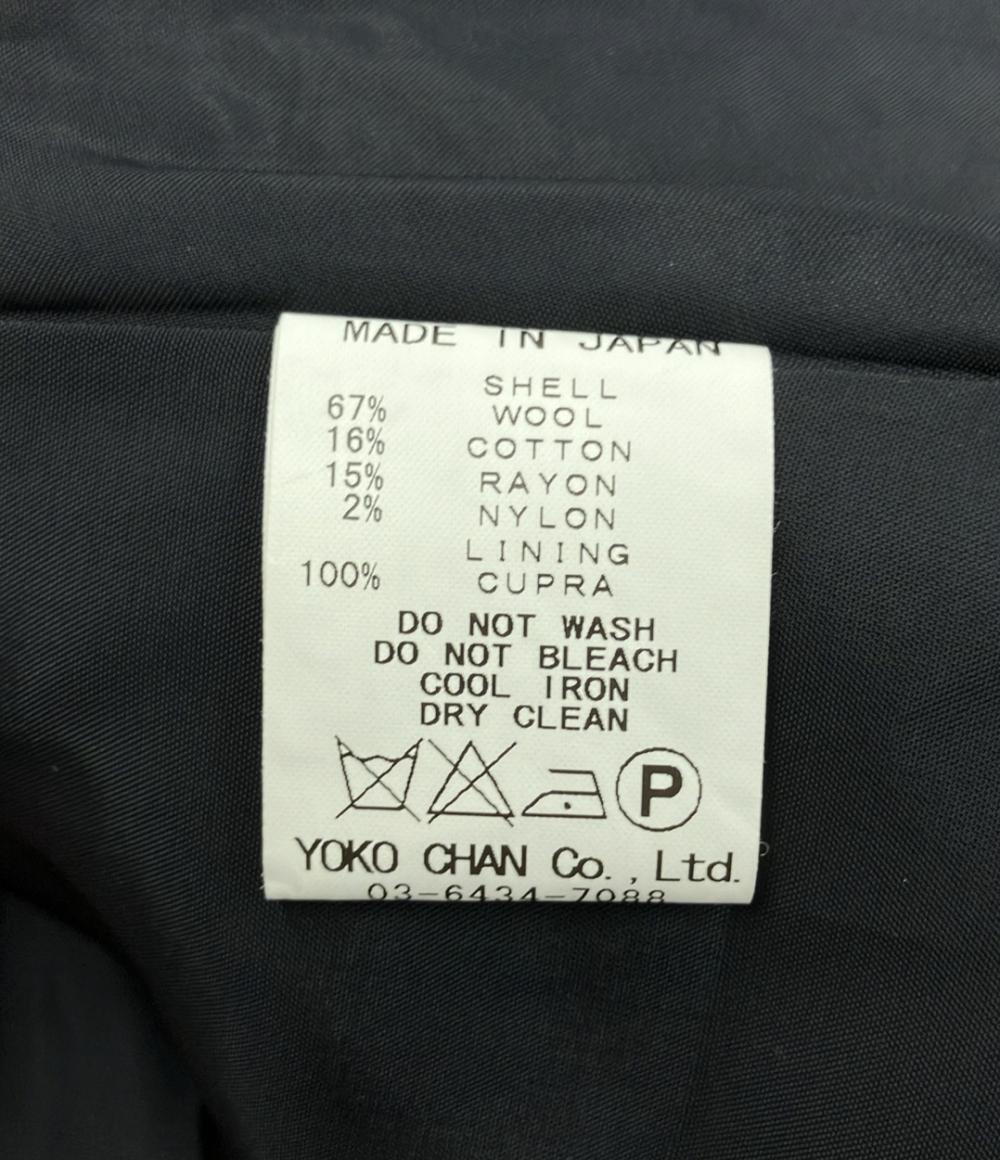 MADE IN JAPAN
SHELL
67% WOOL
16% COTTON
15% RAYON
2% NYLON
LINING
100% CUPRA
DO NOT WASH
DO NOT BLEACH
COOL IRON
DRY CLEAN
P
YOKO CHAN Co., Ltd.
03-6434-7088